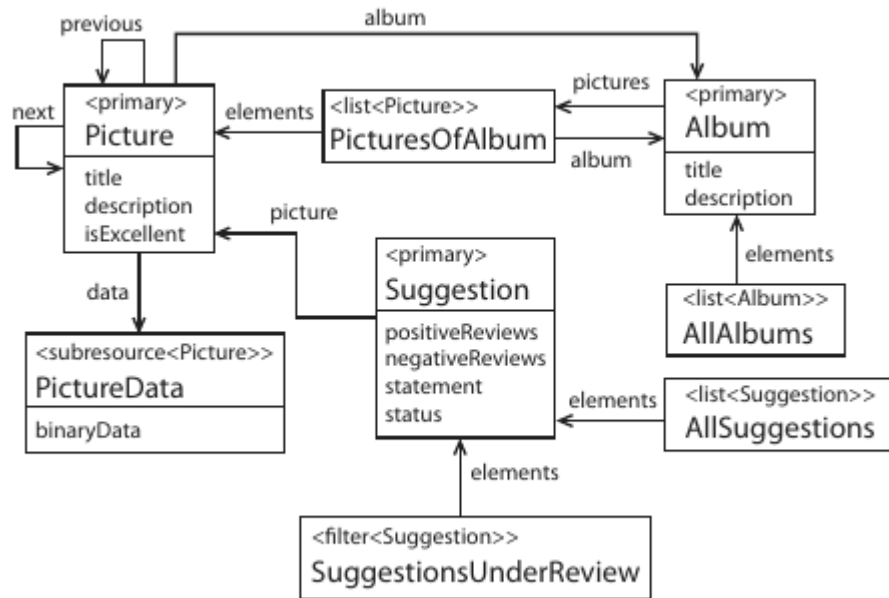 previous
album
next
<primary>
Picture
title
description
isExcellent
elements
<list<Picture>>
PicturesOfAlbum
pictures
album
<primary>
Album
title
description
picture
data
<primary>
Suggestion
positiveReviews
negativeReviews
statement
status
elements
<list<Album>>
AllAlbums
<subresource<Picture>>
PictureData
binaryData
elements
<list<Suggestion>>
AllSuggestions
elements
<filter<Suggestion>>
SuggestionsUnderReview